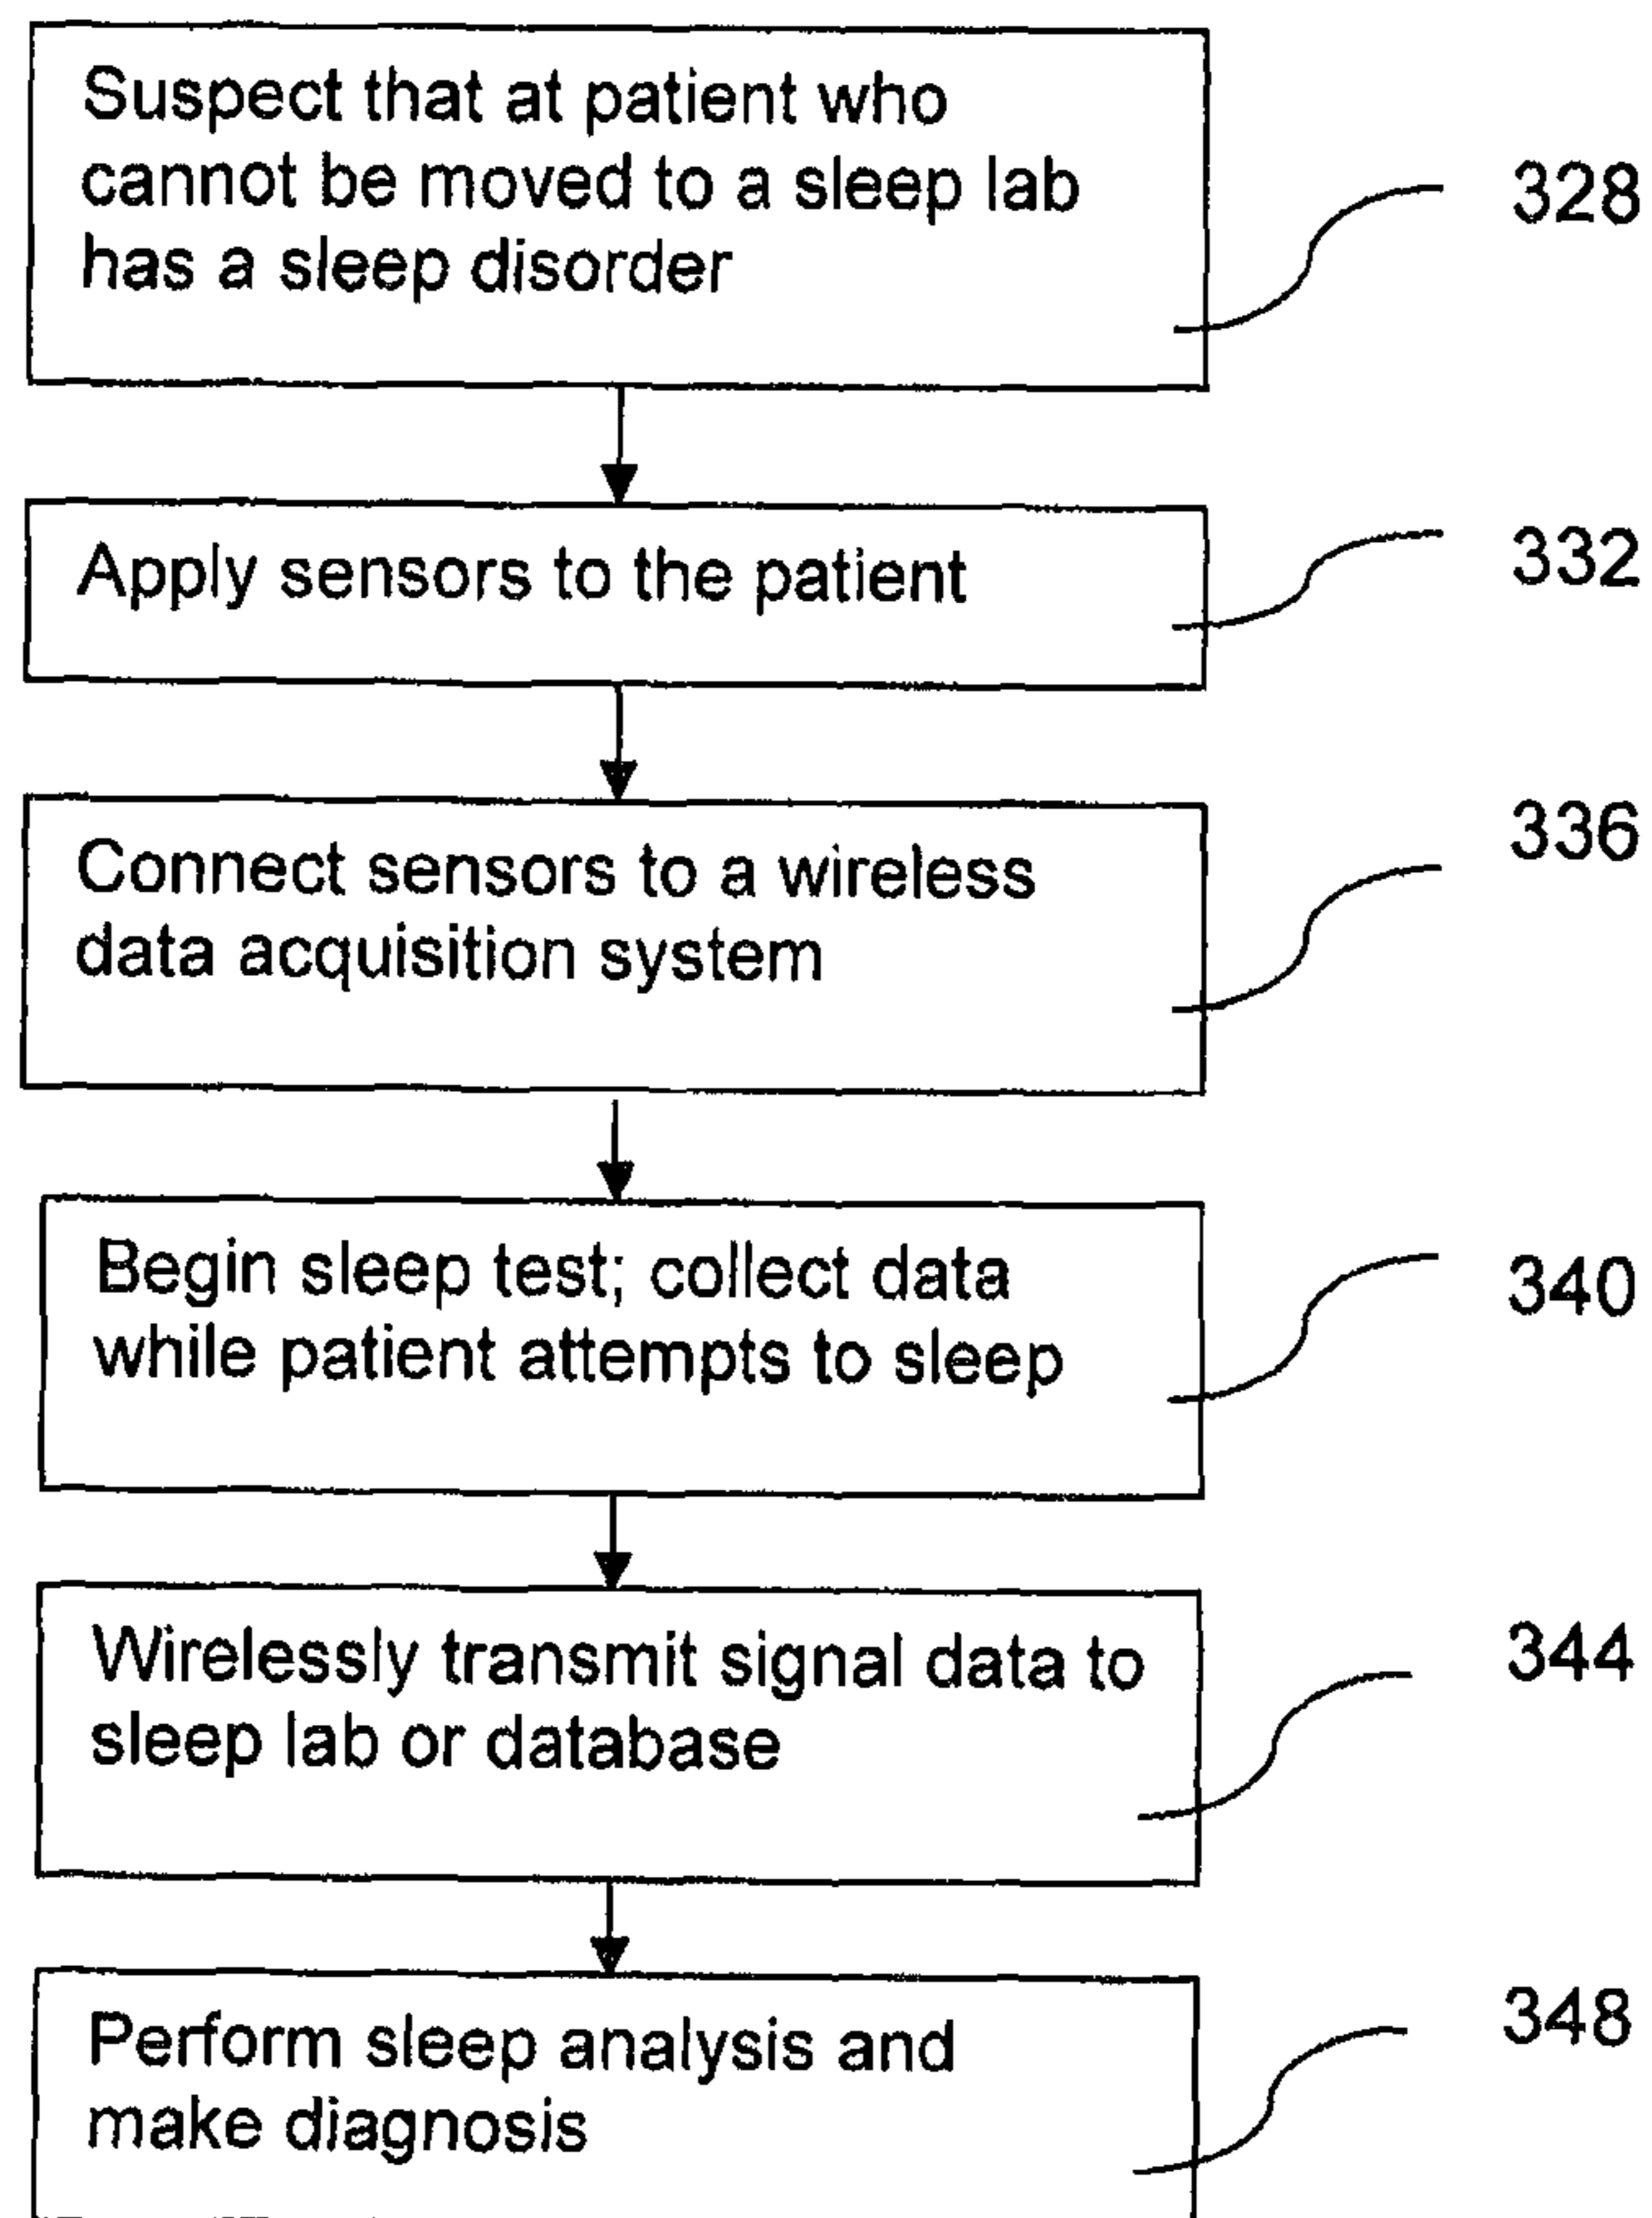 Suspect that at patient who
cannot be moved to a sleep lab
has a sleep disorder
328
Apply sensors to the patient
332
Connect sensors to a wireless
data acquisition system
336
Begin sleep test; collect data
while patient attempts to sleep
340
Wirelessly transmit signal data to
sleep lab or database
344
Perform sleep analysis and
make diagnosis
348